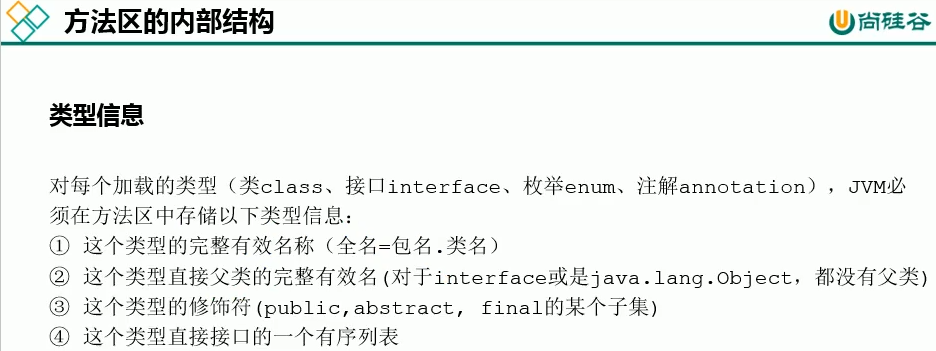 方法区的内部结构
尚硅谷
类型信息
对每个加载的类型（类class、接口interface、枚举enum、注解annotation），JVM必
须在方法区中存储以下类型信息：
① 这个类型的完整有效名称（全名=包名.类名）
② 这个类型直接父类的完整有效名(对于interface或是java.lang.Object，都没有父类)
③ 这个类型的修饰符(public,abstract, final的某个子集)
④ 这个类型直接接口的一个有序列表